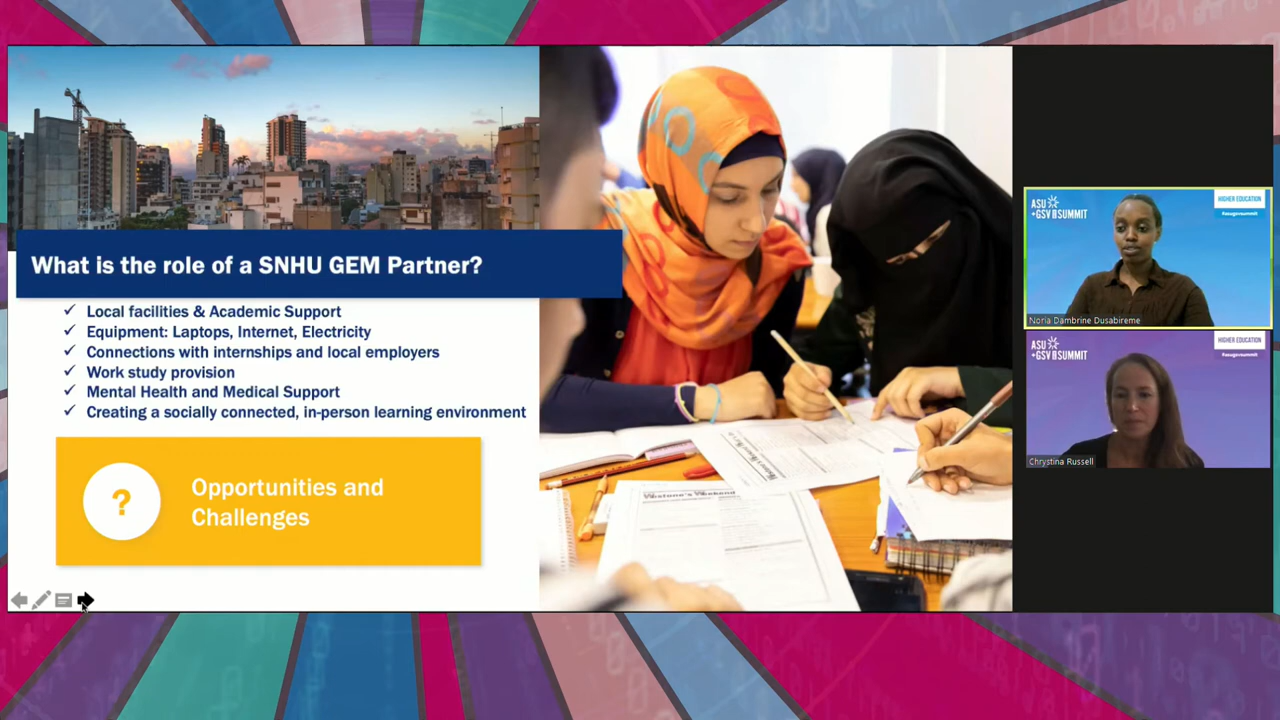 What is the role of a SNHU GEM Partner?
✓ Local facilities & Academic Support
✓ Equipment: Laptops, Internet, Electricity
✓ Connections with internships and local employers
✓ Work study provision
✓ Mental Health and Medical Support
✓ Creating a socially connected, in-person learning environment
?
Opportunities and
Challenges
ASU
+GSV SUMMIT
HIGHER EDUCATION
#asugsvsummit
Noria Dambrine Dusabireme
ASU
+GSV SUMMIT
HIGHER EDUCATION
#asugsvsummit
Chrystina Russell